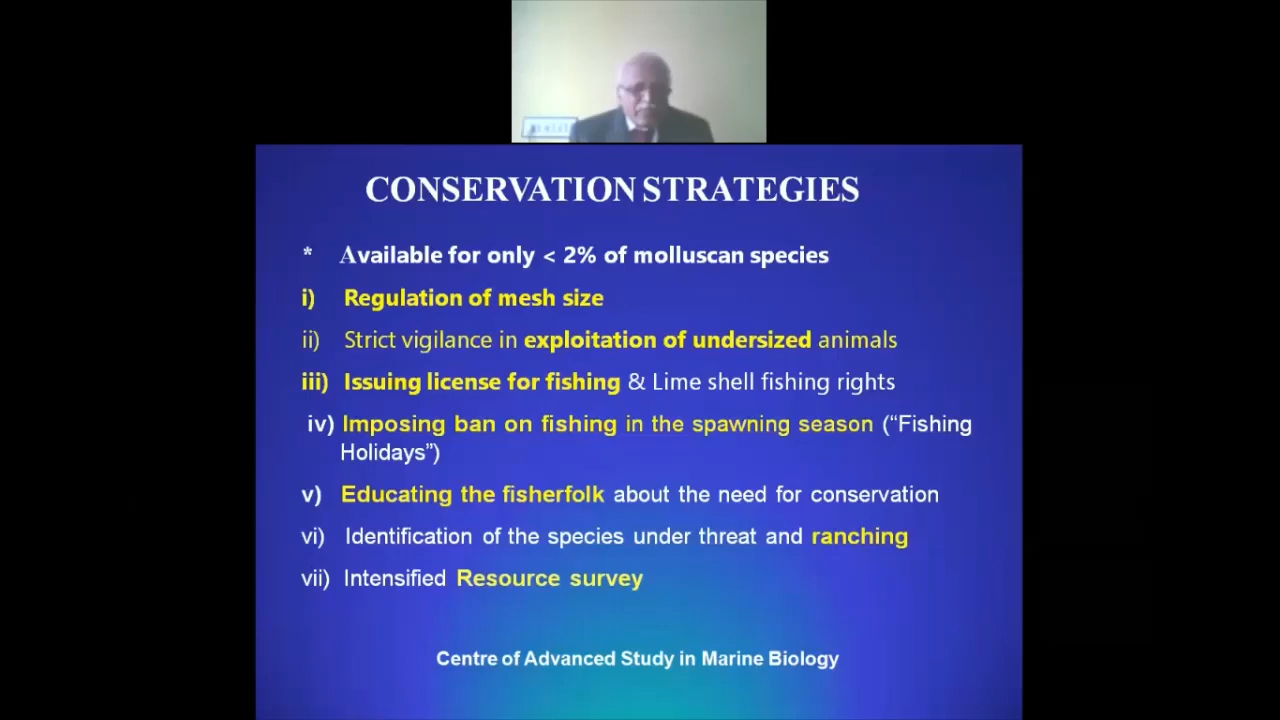 CONSERVATION STRATEGIES
* Available for only < 2% of molluscan species
i) Regulation of mesh size
ii) Strict vigilance in exploitation of undersized animals
iii) Issuing license for fishing & Lime shell fishing rights
iv) Imposing ban on fishing in the spawning season (“Fishing
Holidays”)
v) Educating the fisherfolk about the need for conservation
vi) Identification of the species under threat and ranching
vii) Intensified Resource survey
Centre of Advanced Study in Marine Biology